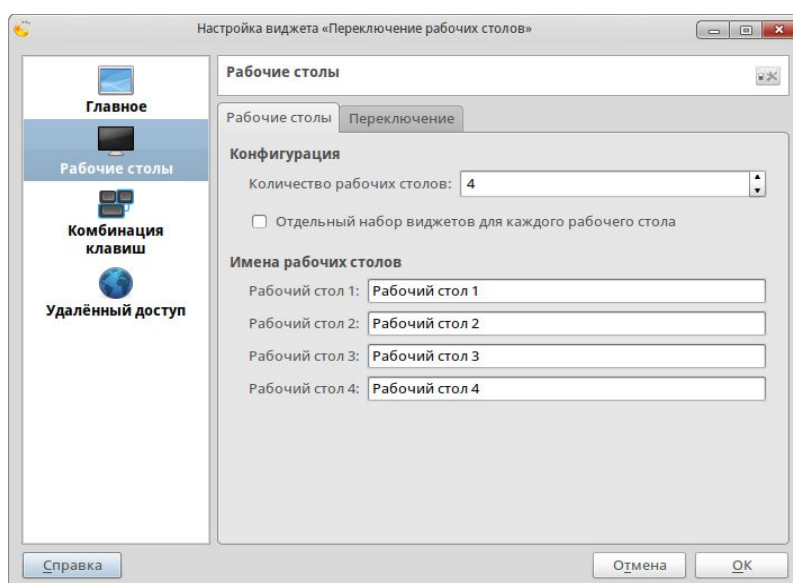 Настройка виджета «Переключение рабочих столов»
Главное
Рабочие столы
Комбинация
клавиш
Удалённый доступ
Рабочие столы
Рабочие столы
Переключение
Конфигурация
Количество рабочих столов: 4
Отдельный набор виджетов для каждого рабочего стола
Имена рабочих столов
Рабочий стол 1: Рабочий стол 1
Рабочий стол 2: Рабочий стол 2
Рабочий стол 3: Рабочий стол 3
Рабочий стол 4: Рабочий стол 4
Справка
Отмена
OK